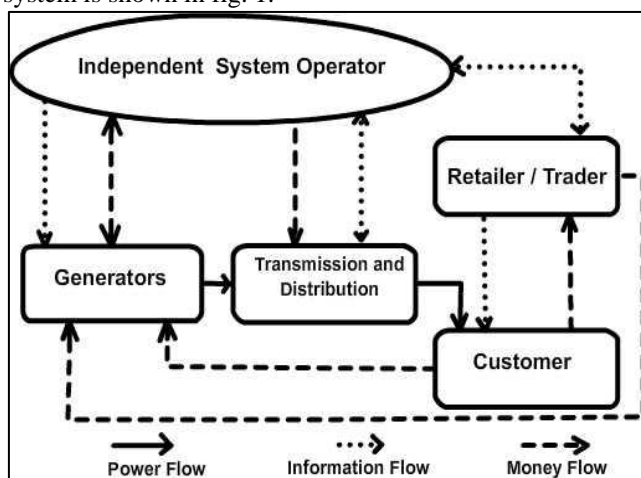 system is shown in fig. 1.
Independent System Operator
Retailer / Trader
Generators
Transmission and
Distribution
Customer
Power Flow
Information Flow
Money Flow